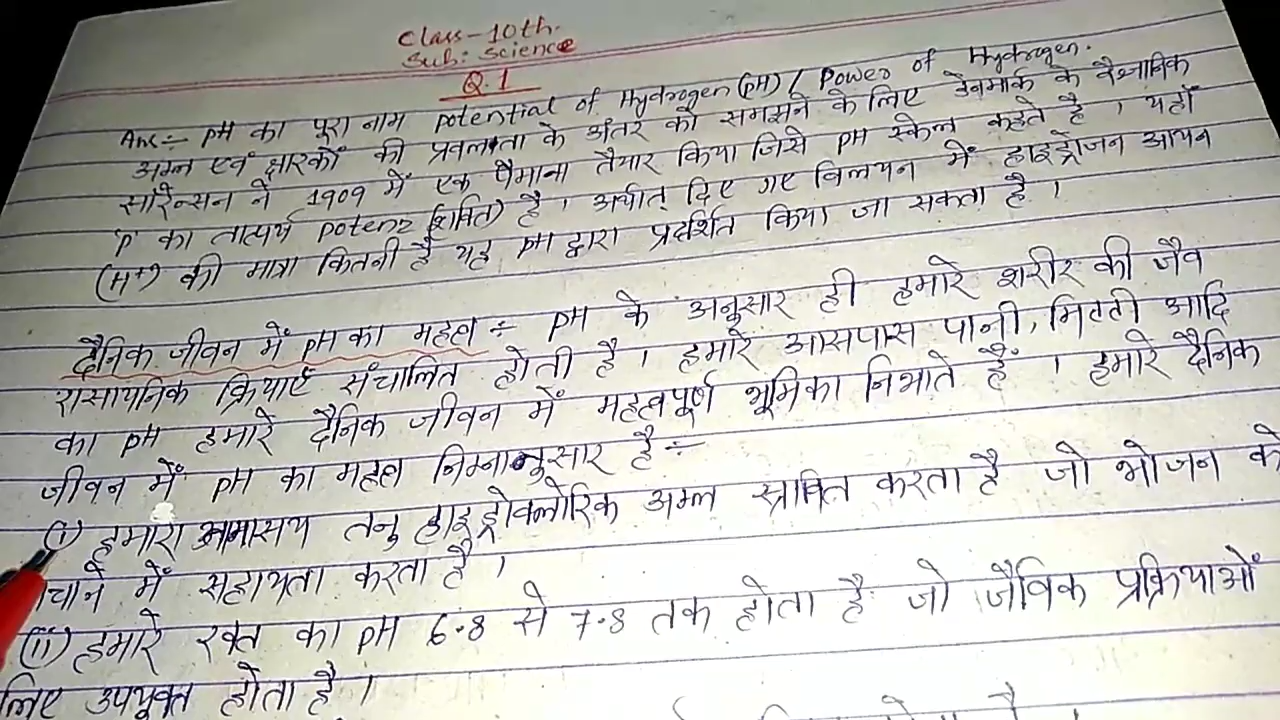 Class-10th.
Sub: Science
Q.1
Ans:- pH का पूरा नाम potential of Hydrogen (pH) / Power of Hydrogen.
अम्ल एवं क्षारकों की प्रवलता के अंतर को समझने के लिए डेनमार्क के वैज्ञानिक
सॉरेन्सन ने 1909 में एक पैमाना तैयार किया जिसे pH स्केल कहते है । यहाँ
'P' का तात्पर्य Potenz (शक्ति) है । अर्थात् दिए गए विलयन में हाइड्रोजन आयन
(H+) की मात्रा कितनी है यह pH द्वारा प्रदर्शित किया जा सकता है ।
दैनिक जीवन में pH का महत्व :- pH के अनुसार ही हमारे शरीर की जैव
रासायनिक क्रियाएँ संचालित होती है । हमारे आसपास पानी, मिटटी आदि
का pH हमारे दैनिक जीवन में महत्वपूर्ण भूमिका निभाते हैं । हमारे दैनिक
जीवन में pH का महत्व निम्नानुसार है :-
(i) हमारा आमासय तनु हाइड्रोक्लोरिक अम्ल स्रावित करता है जो भोजन के
चाने में सहायता करता है ।
(ii) हमारे रक्त का pH 6.8 से 7.8 तक होता है जो जैविक प्रक्रियाओं
लिए उपयुक्त होता है ।